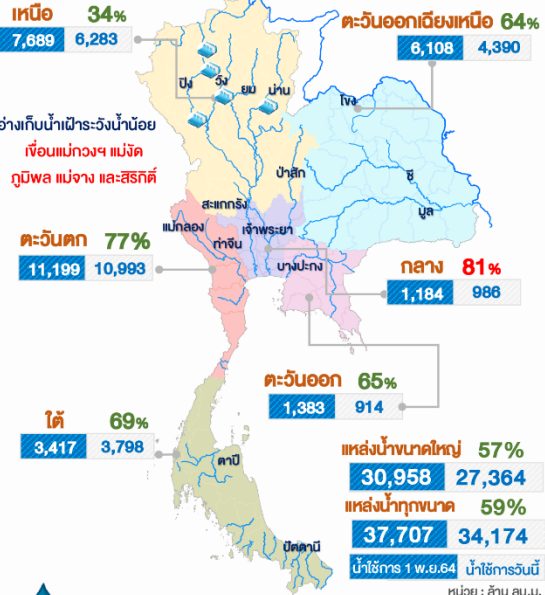 เหนือ 34%
7,689 6,283
ตะวันออกเฉียงเหนือ 64%
6,108 4,390
ปิง วัง ยม น่าน
โขง
อ่างเก็บน้ำเฝ้าระวังน้ำน้อย
เขื่อนแม่กวงฯ แม่งัด
ภูมิพล แม่จาง และสิริกิติ์
ป่าสัก
ชี
มูล
สะแกกรัง
แม่กลอง
ท่าจีน
เจ้าพระยา
บางปะกง
ตะวันตก 77%
11,199 10,993
กลาง 81%
1,184 986
ตะวันออก 65%
1,383 914
ใต้ 69%
3,417 3,798
ตาปี
ปัตตานี
แหล่งน้ำขนาดใหญ่ 57%
30,958 27,364
แหล่งน้ำทุกขนาด 59%
37,707 34,174
น้ำใช้การ 1 พ.ย.64 น้ำใช้การวันนี้
หน่วย : ล้าน ลบ.ม.